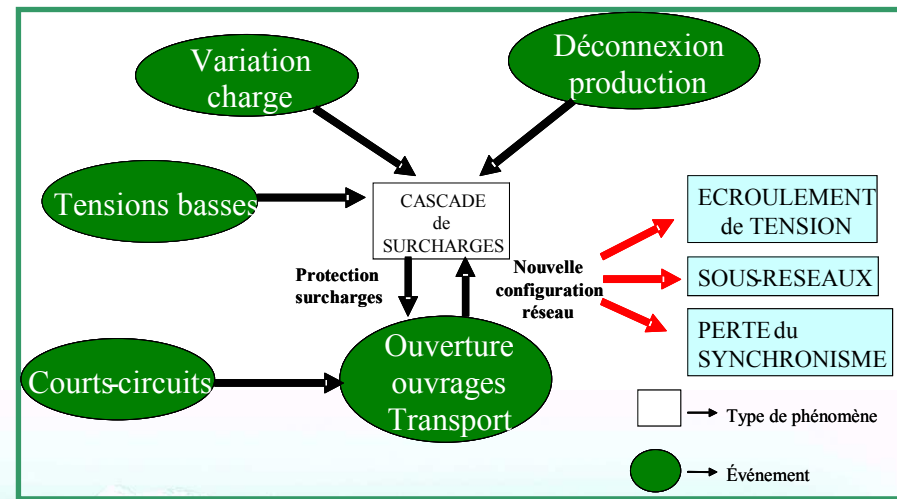 Variation
charge
Déconnexion
production
Tensions basses
CASCADE
de
SURCHARGES
ECROULEMENT
de TENSION
Protection
surcharges
Nouvelle
configuration
réseau
SOUS-RESEAUX
PERTE du
SYNCHRONISME
Courts-circuits
Ouverture
ouvrages
Transport
Type de phénomène
Événement